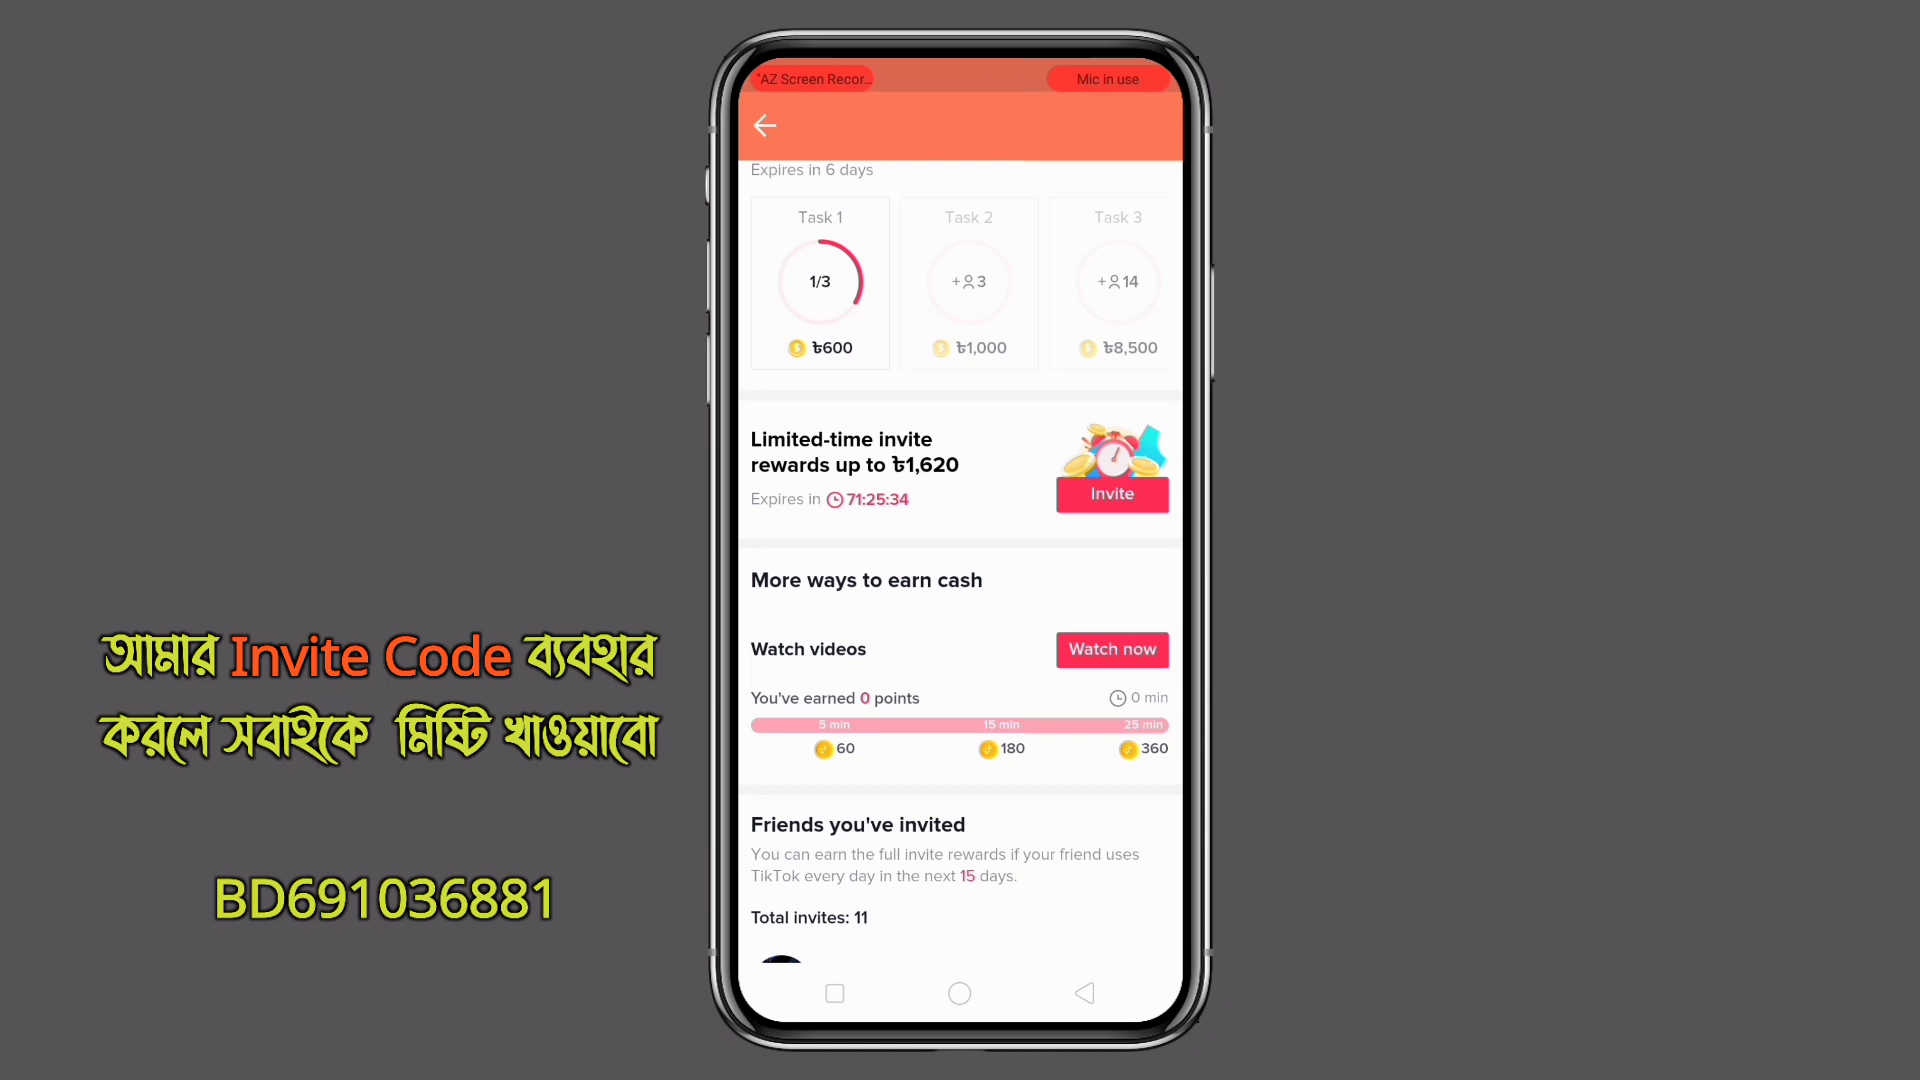 "AZ Screen Recor...
Mic in use
Expires in 6 days
Task 1
Task 2
Task 3
1/3
+3
+14
৳600
৳1,000
৳8,500
Limited-time invite
rewards up to ৳1,620
Expires in 71:25:34
Invite
More ways to earn cash
Watch videos
Watch now
You've earned 0 points
0 min
5 min
15 min
25 min
60
180
360
Friends you've invited
You can earn the full invite rewards if your friend uses
TikTok every day in the next 15 days.
Total invites: 11
আমার Invite Code ব্যবহার
করলে সবাইকে মিষ্টি খাওয়াবো
BD691036881